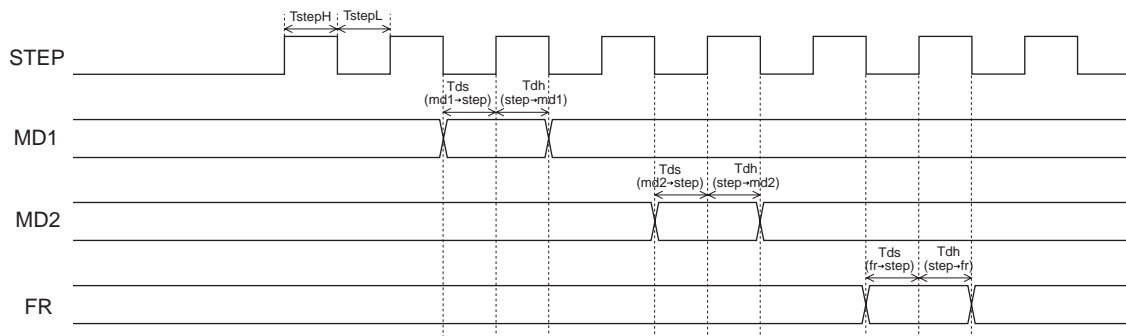 TstepH TstepL
STEP
Tds Tdh
(md1→step) (step→md1)
MD1
Tds Tdh
(md2→step) (step→md2)
MD2
Tds Tdh
(fr→step) (step→fr)
FR